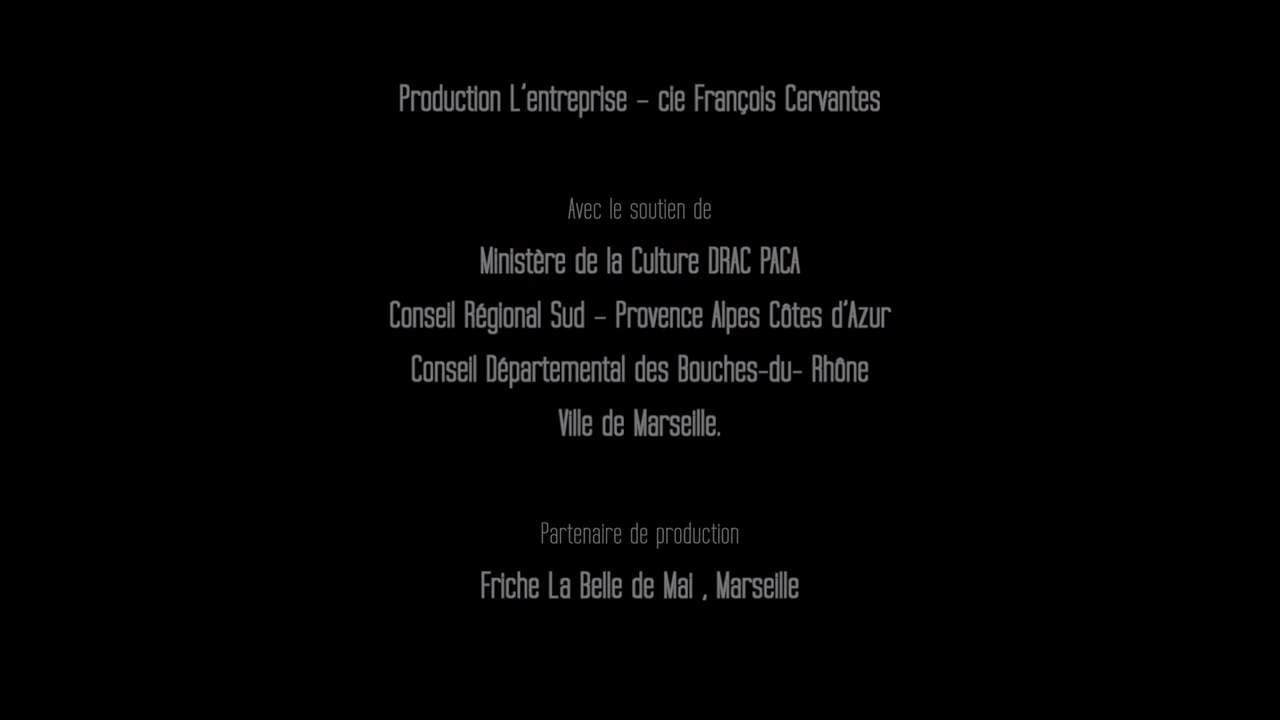 Production L'entreprise – cie François Cervantes
Avec le soutien de
Ministère de la Culture DRAC PACA
Conseil Régional Sud – Provence Alpes Côtes d'Azur
Conseil Départemental des Bouches-du- Rhône
Ville de Marseille.
Partenaire de production
Friche La Belle de Mai , Marseille